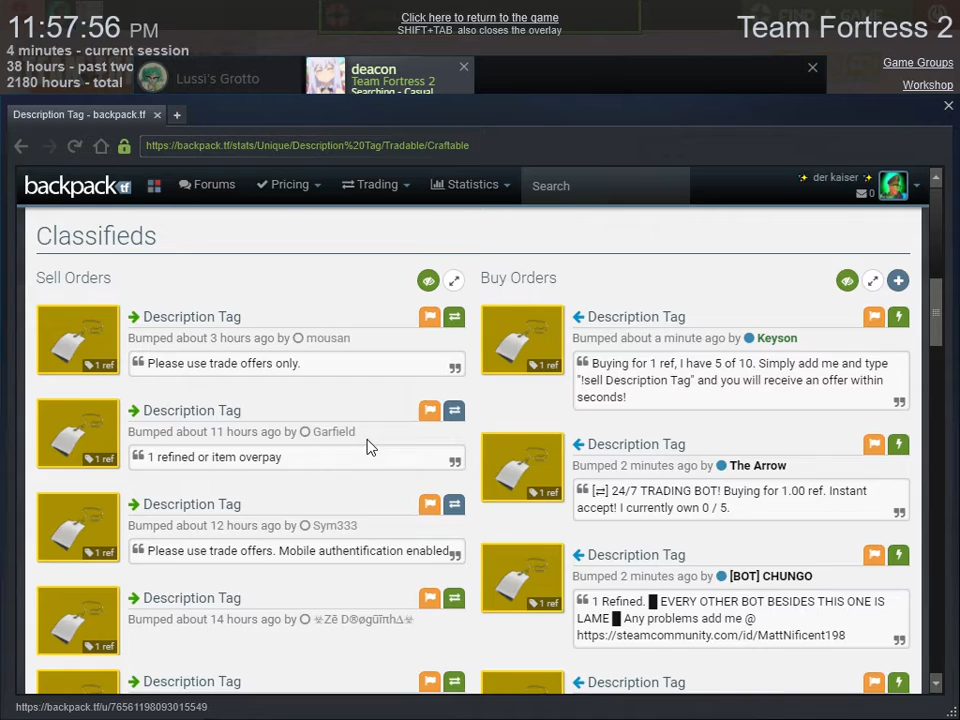 11:57:56 PM
4 minutes - current session
38 hours - past two
2180 hours - total
Click here to return to the game
SHIFT+TAB also closes the overlay
Team Fortress 2
Game Groups
Workshop
Lussi's Grotto
deacon
Team Fortress 2
Searching - Casual
Description Tag - backpack.tf
https://backpack.tf/stats/Unique/Description%20Tag/Tradable/Craftable
backpack.tf
Forums
Pricing
Trading
Statistics
Search
der kaiser
0
Classifieds
Sell Orders
Description Tag
Bumped about 3 hours ago by mousan
Please use trade offers only.
1 ref
Description Tag
Bumped about 11 hours ago by Garfield
1 refined or item overpay
1 ref
Description Tag
Bumped about 12 hours ago by Sym333
Please use trade offers. Mobile authentification enabled
1 ref
Description Tag
Bumped about 14 hours ago by ☣Zē D®øgūīπhΔ☣
1 ref
Description Tag
Buy Orders
Description Tag
Bumped about a minute ago by Keyson
Buying for 1 ref, I have 5 of 10. Simply add me and type
"!sell Description Tag" and you will receive an offer within
seconds!
1 ref
Description Tag
Bumped 2 minutes ago by The Arrow
[⇄] 24/7 TRADING BOT! Buying for 1.00 ref. Instant
accept! I currently own 0 / 5.
1 ref
Description Tag
Bumped 2 minutes ago by [BOT] CHUNGO
1 Refined. █ EVERY OTHER BOT BESIDES THIS ONE IS
LAME █ Any problems add me @
https://steamcommunity.com/id/MattNificent198
1 ref
Description Tag
https://backpack.tf/u/76561198093015549